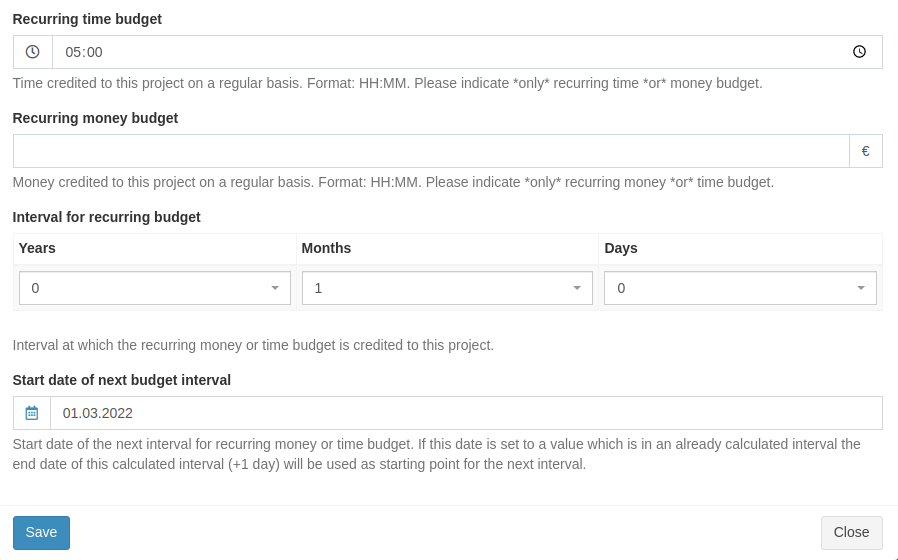 Recurring time budget
05:00
Time credited to this project on a regular basis. Format: HH:MM. Please indicate *only* recurring time *or* money budget.
Recurring money budget
€
Money credited to this project on a regular basis. Format: HH:MM. Please indicate *only* recurring money *or* time budget.
Interval for recurring budget
Years Months Days
0 1 0
Interval at which the recurring money or time budget is credited to this project.
Start date of next budget interval
01.03.2022
Start date of the next interval for recurring money or time budget. If this date is set to a value which is in an already calculated interval the
end date of this calculated interval (+1 day) will be used as starting point for the next interval.
Save Close